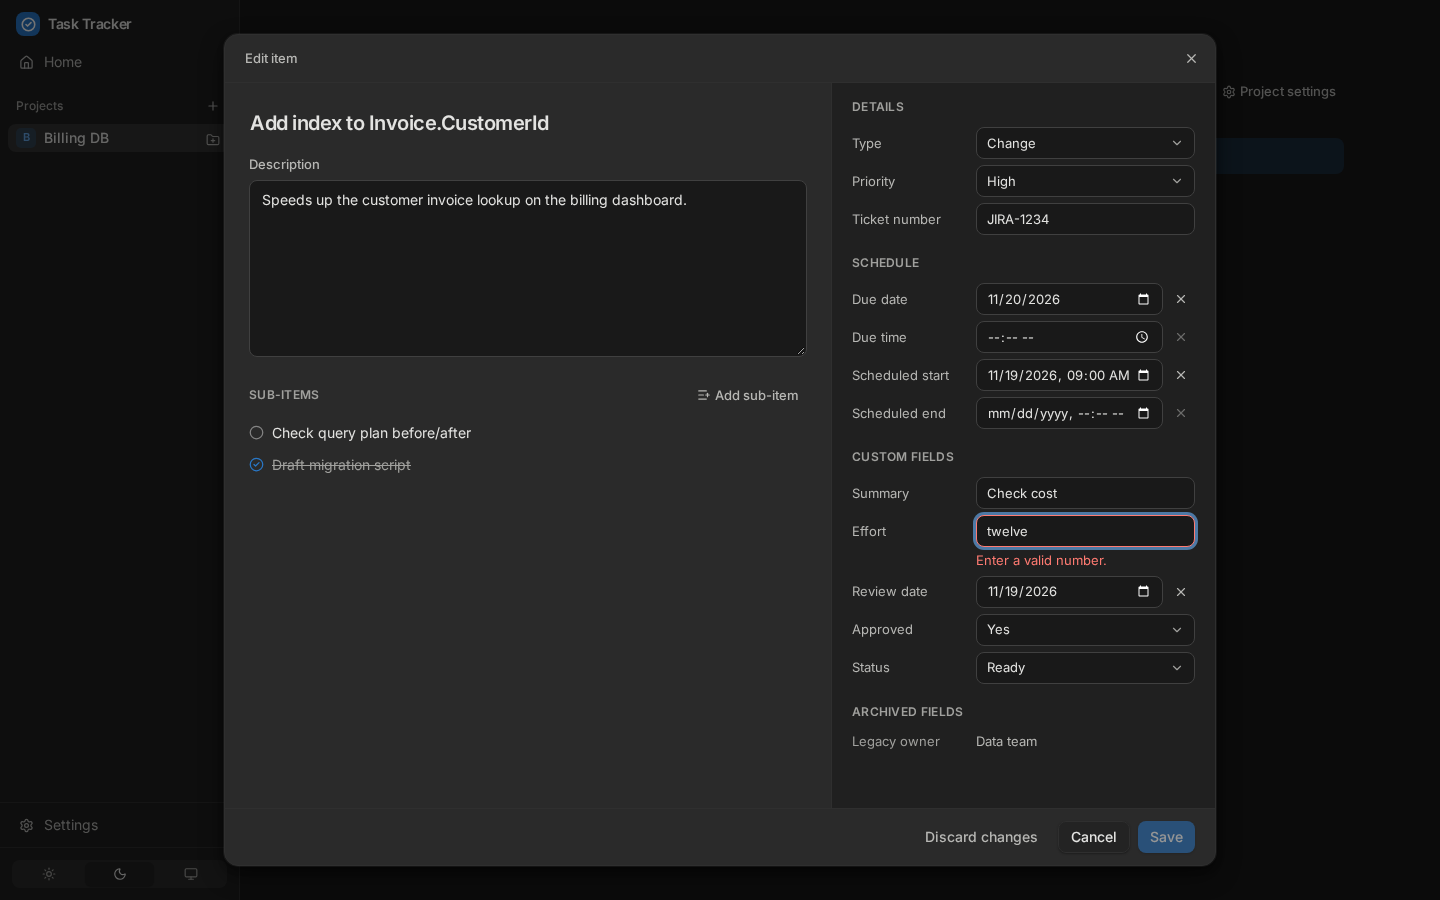 Task Tracker
Home
Projects
B Billing DB
Settings
Project settings
Edit item
Add index to Invoice.CustomerId
Description
Speeds up the customer invoice lookup on the billing dashboard.
SUB-ITEMS
Add sub-item
Check query plan before/after
Draft migration script
DETAILS
Type Change
Priority High
Ticket number JIRA-1234
SCHEDULE
Due date 11/20/2026
Due time --:-- --
Scheduled start 11/19/2026, 09:00 AM
Scheduled end mm/dd/yyyy, --:-- --
CUSTOM FIELDS
Summary Check cost
Effort twelve
Enter a valid number.
Review date 11/19/2026
Approved Yes
Status Ready
ARCHIVED FIELDS
Legacy owner Data team
Discard changes Cancel Save